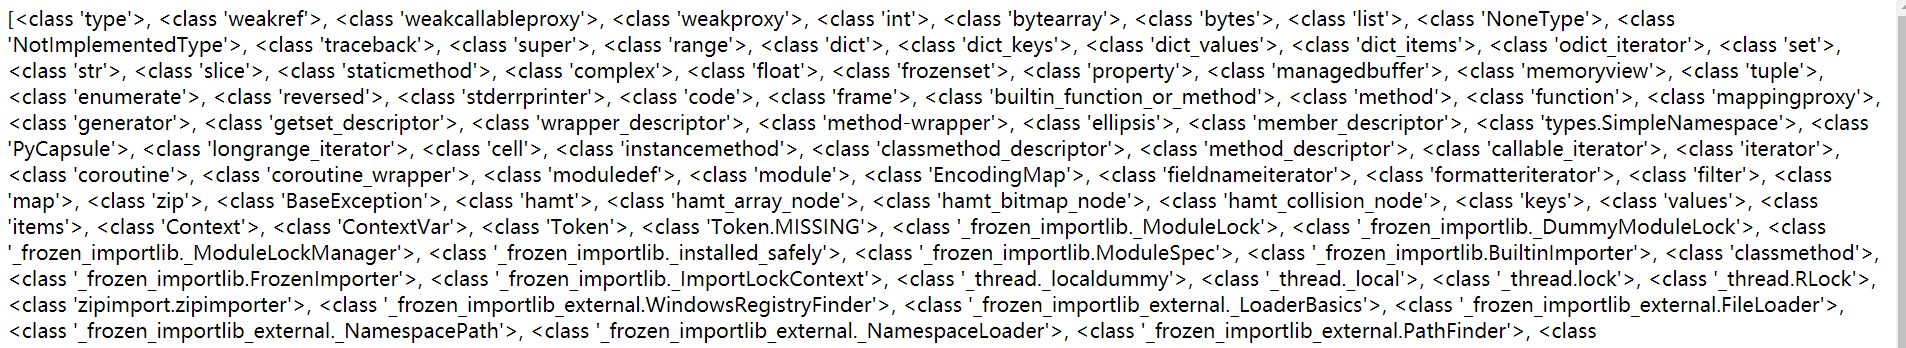 [<class 'type'>, <class 'weakref'>, <class 'weakcallableproxy'>, <class 'weakproxy'>, <class 'int'>, <class 'bytearray'>, <class 'bytes'>, <class 'list'>, <class 'NoneType'>, <class
'NotImplementedType'>, <class 'traceback'>, <class 'super'>, <class 'range'>, <class 'dict'>, <class 'dict_keys'>, <class 'dict_values'>, <class 'dict_items'>, <class 'odict_iterator'>, <class 'set'>,
<class 'str'>, <class 'slice'>, <class 'staticmethod'>, <class 'complex'>, <class 'float'>, <class 'frozenset'>, <class 'property'>, <class 'managedbuffer'>, <class 'memoryview'>, <class 'tuple'>,
<class 'enumerate'>, <class 'reversed'>, <class 'stderrprinter'>, <class 'code'>, <class 'frame'>, <class 'builtin_function_or_method'>, <class 'method'>, <class 'function'>, <class 'mappingproxy'>,
<class 'generator'>, <class 'getset_descriptor'>, <class 'wrapper_descriptor'>, <class 'method-wrapper'>, <class 'ellipsis'>, <class 'member_descriptor'>, <class 'types.SimpleNamespace'>, <class
'PyCapsule'>, <class 'longrange_iterator'>, <class 'cell'>, <class 'instancemethod'>, <class 'classmethod_descriptor'>, <class 'method_descriptor'>, <class 'callable_iterator'>, <class 'iterator'>,
<class 'coroutine'>, <class 'coroutine_wrapper'>, <class 'moduledef'>, <class 'module'>, <class 'EncodingMap'>, <class 'fieldnameiterator'>, <class 'formatteriterator'>, <class 'filter'>, <class
'map'>, <class 'zip'>, <class 'BaseException'>, <class 'hamt'>, <class 'hamt_array_node'>, <class 'hamt_bitmap_node'>, <class 'hamt_collision_node'>, <class 'keys'>, <class 'values'>, <class
'items'>, <class 'Context'>, <class 'ContextVar'>, <class 'Token'>, <class 'Token.MISSING'>, <class '_frozen_importlib._ModuleLock'>, <class '_frozen_importlib._DummyModuleLock'>, <class
'_frozen_importlib._ModuleLockManager'>, <class '_frozen_importlib._installed_safely'>, <class '_frozen_importlib.ModuleSpec'>, <class '_frozen_importlib.BuiltinImporter'>, <class 'classmethod'>,
<class '_frozen_importlib.FrozenImporter'>, <class '_frozen_importlib._ImportLockContext'>, <class '_thread._localdummy'>, <class '_thread._local'>, <class '_thread.lock'>, <class '_thread.RLock'>,
<class 'zipimport.zipimporter'>, <class '_frozen_importlib_external.WindowsRegistryFinder'>, <class '_frozen_importlib_external._LoaderBasics'>, <class '_frozen_importlib_external.FileLoader'>,
<class '_frozen_importlib_external._NamespacePath'>, <class '_frozen_importlib_external._NamespaceLoader'>, <class '_frozen_importlib_external.PathFinder'>, <class